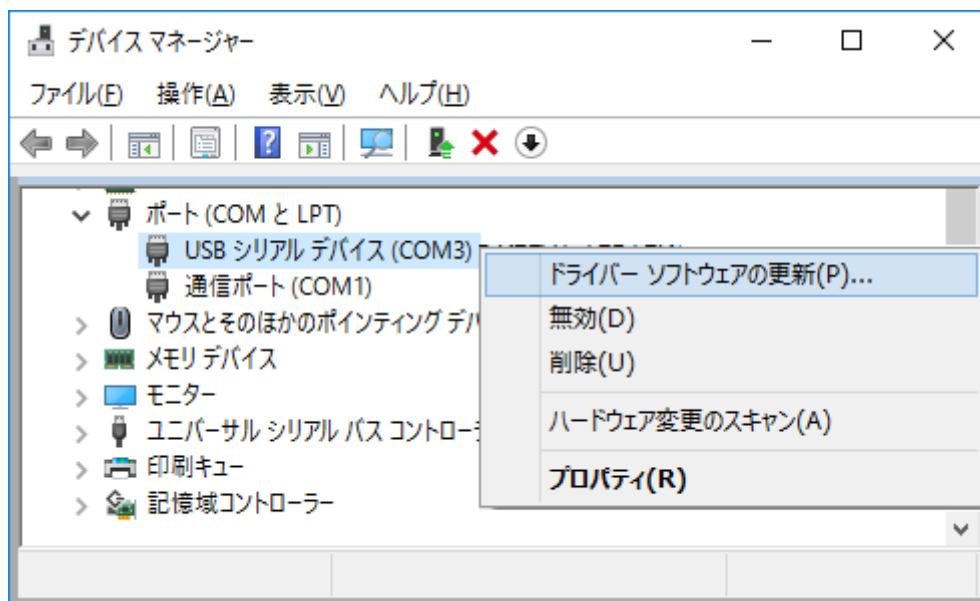 デバイス マネージャー
ファイル(F) 操作(A) 表示(V) ヘルプ(H)
ポート (COM と LPT)
USB シリアル デバイス (COM3)
通信ポート (COM1)
マウスとそのほかのポインティング デバ
メモリ デバイス
モニター
ユニバーサル シリアル バス コントロー
印刷キュー
記憶域コントローラー
ドライバー ソフトウェアの更新(P)...
無効(D)
削除(U)
ハードウェア変更のスキャン(A)
プロパティ(R)